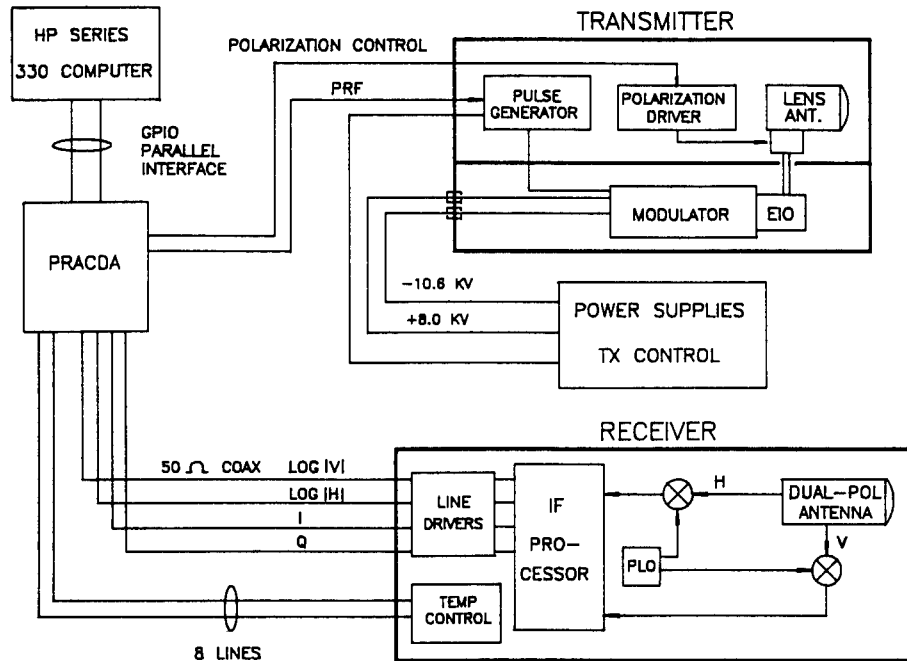 TRANSMITTER
HP SERIES
330 COMPUTER
POLARIZATION CONTROL
PRF
PULSE
GENERATOR
POLARIZATION
DRIVER
LENS
ANT.
GPIO
PARALLEL
INTERFACE
MODULATOR
EIO
PRACDA
-10.6 KV
+8.0 KV
POWER SUPPLIES
TX CONTROL
RECEIVER
50 Ω COAX
LOG |V|
LOG |H|
I
Q
LINE
DRIVERS
IF
PRO-
CESSOR
H
DUAL-POL
ANTENNA
V
PLO
TEMP
CONTROL
8 LINES